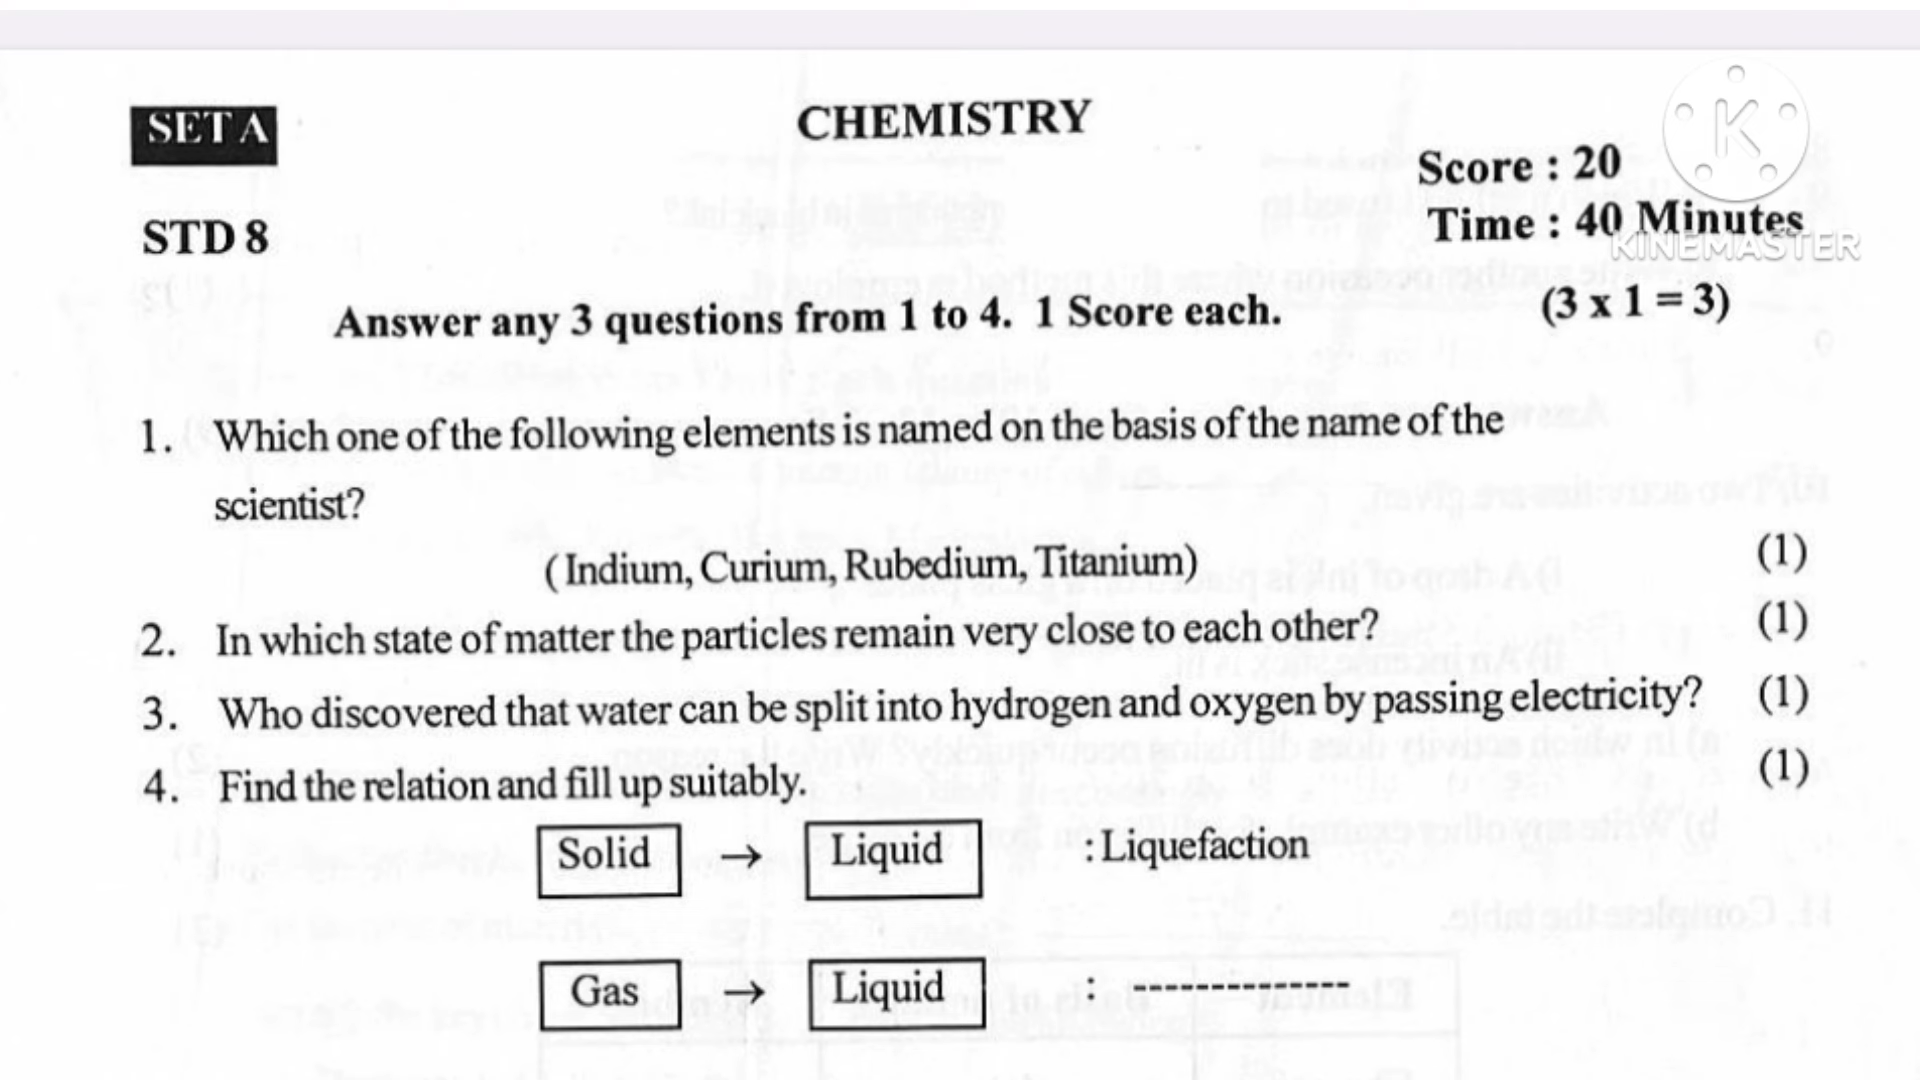 SET A
CHEMISTRY
K
Score : 20
Time : 40 Minutes
KINEMASTER
STD 8
Answer any 3 questions from 1 to 4. 1 Score each. (3 x 1 = 3)
1. Which one of the following elements is named on the basis of the name of the
scientist?
( Indium, Curium, Rubedium, Titanium) (1)
2. In which state of matter the particles remain very close to each other? (1)
3. Who discovered that water can be split into hydrogen and oxygen by passing electricity? (1)
4. Find the relation and fill up suitably. (1)
Solid → Liquid : Liquefaction
Gas → Liquid : --------------